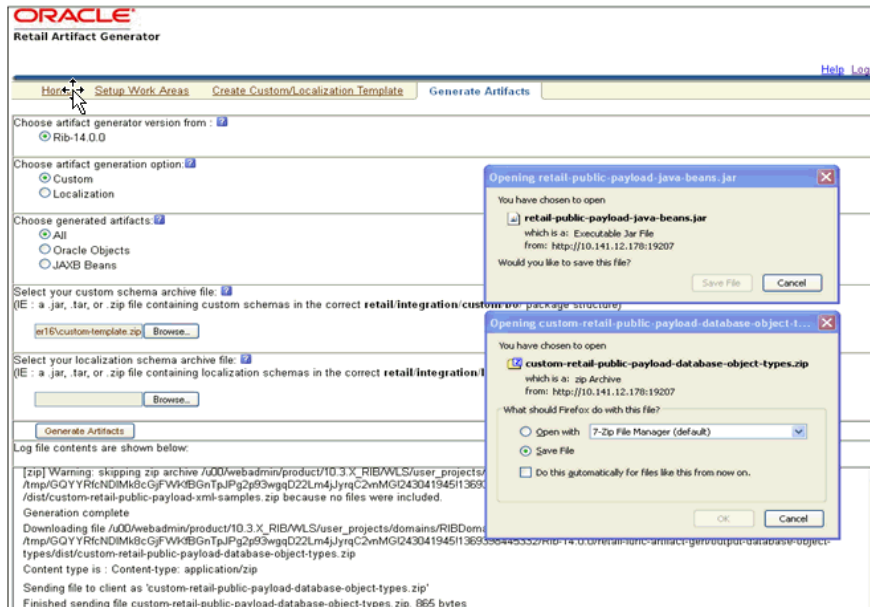 ORACLE
Retail Artifact Generator
Help Log
Home Setup Work Areas Create Custom/Localization Template Generate Artifacts
Choose artifact generator version from :
Rib-14.0.0
Choose artifact generation option:
Custom
Localization
Choose generated artifacts:
All
Oracle Objects
JAXB Beans
Select your custom schema archive file:
(IE : a .jar, .tar, or .zip file containing custom schemas in the correct retail/integration/custom/bo/ package structure)
er16\custom-template.zip Browse...
Select your localization schema archive file:
(IE : a .jar, .tar, or .zip file containing localization schemas in the correct retail/integration/l
Browse...
Generate Artifacts
Log file contents are shown below:
[zip] Warning: skipping zip archive /u00/webadmin/product/10.3.X_RIB/WLS/user_projects/
/dist/custom-retail-public-payload-xml-samples.zip because no files were included.
Generation complete
Downloading file /u00/webadmin/product/10.3.X_RIB/WLS/user_projects/domains/RIBDoma
types/dist/custom-retail-public-payload-database-object-types.zip
Content type is : Content-type: application/zip
Sending file to client as 'custom-retail-public-payload-database-object-types.zip'
Finished sending file custom-retail-public-payload-database-object-types.zip, 865 bytes
Opening retail-public-payload-java-beans.jar
You have chosen to open
retail-public-payload-java-beans.jar
which is a: Executable Jar File
from: http://10.141.12.178:19207
Would you like to save this file?
Save File Cancel
Opening custom-retail-public-payload-database-object-t...
You have chosen to open
custom-retail-public-payload-database-object-types.zip
which is a: zip Archive
from: http://10.141.12.178:19207
What should Firefox do with this file?
Open with 7-Zip File Manager (default)
Save File
Do this automatically for files like this from now on.
OK Cancel